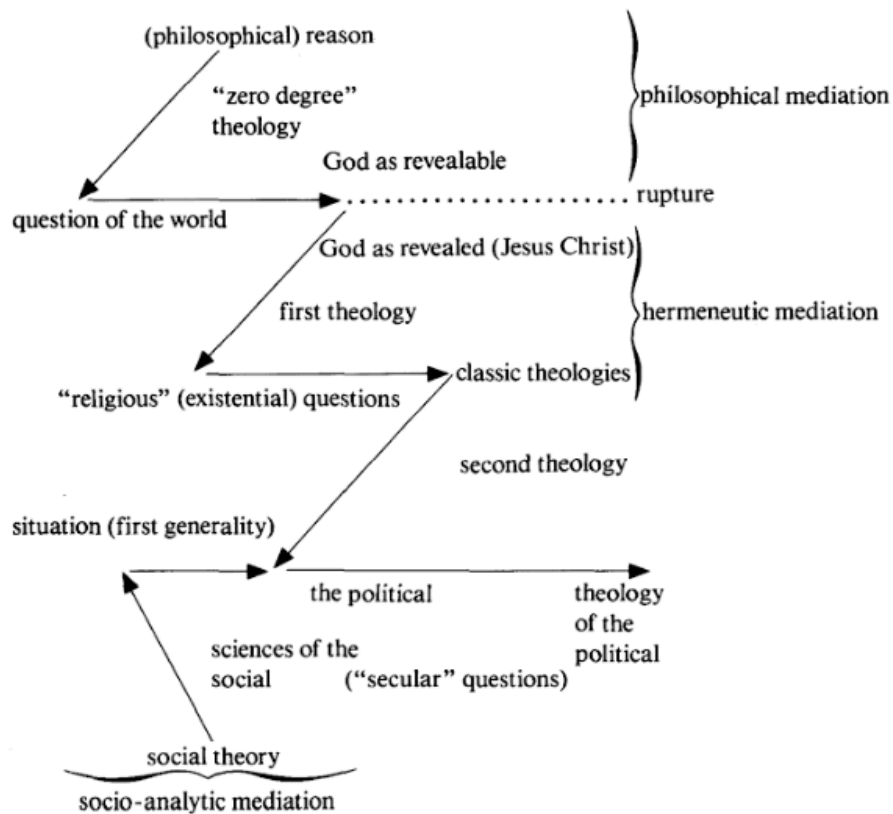 (philosophical) reason
“zero degree”
theology
philosophical mediation
God as revealable
rupture
question of the world
God as revealed (Jesus Christ)
first theology
hermeneutic mediation
classic theologies
“religious” (existential) questions
second theology
situation (first generality)
the political
theology
of the
political
sciences of the
social
(“secular” questions)
social theory
socio-analytic mediation